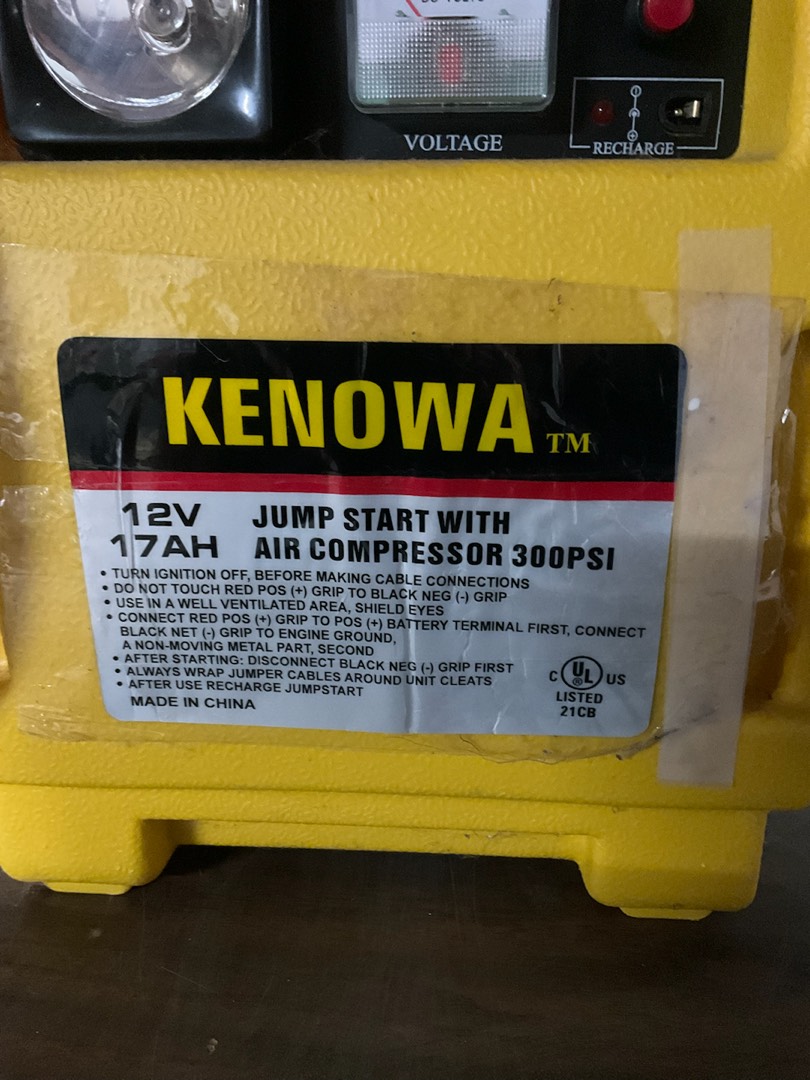 VOLTAGE
RECHARGE
KENOWA TM
12V JUMP START WITH
17AH AIR COMPRESSOR 300PSI
• TURN IGNITION OFF, BEFORE MAKING CABLE CONNECTIONS
• DO NOT TOUCH RED POS (+) GRIP TO BLACK NEG (-) GRIP
• USE IN A WELL VENTILATED AREA, SHIELD EYES
• CONNECT RED POS (+) GRIP TO POS (+) BATTERY TERMINAL FIRST, CONNECT
BLACK NET (-) GRIP TO ENGINE GROUND,
A NON-MOVING METAL PART, SECOND
• AFTER STARTING: DISCONNECT BLACK NEG (-) GRIP FIRST
• ALWAYS WRAP JUMPER CABLES AROUND UNIT CLEATS
• AFTER USE RECHARGE JUMPSTART
MADE IN CHINA
C UL ® US
LISTED
21CB